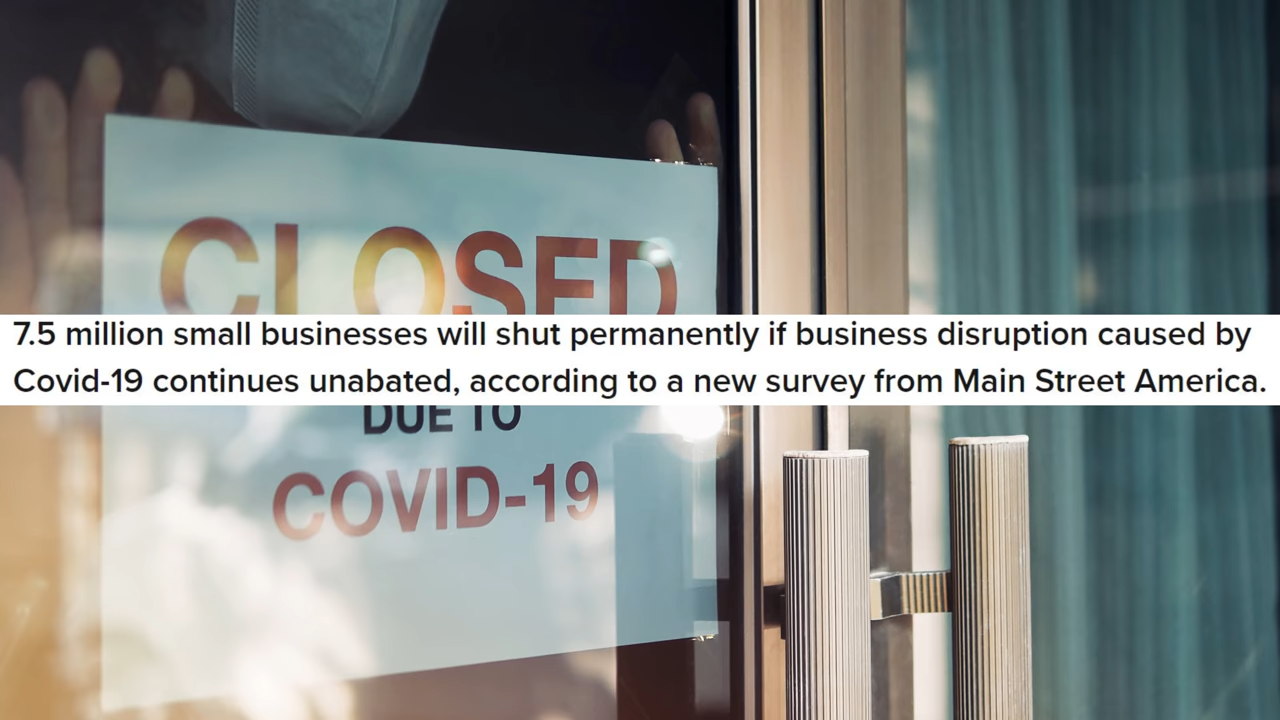 CLOSED
7.5 million small businesses will shut permanently if business disruption caused by
Covid-19 continues unabated, according to a new survey from Main Street America.
DUE TO
COVID-19